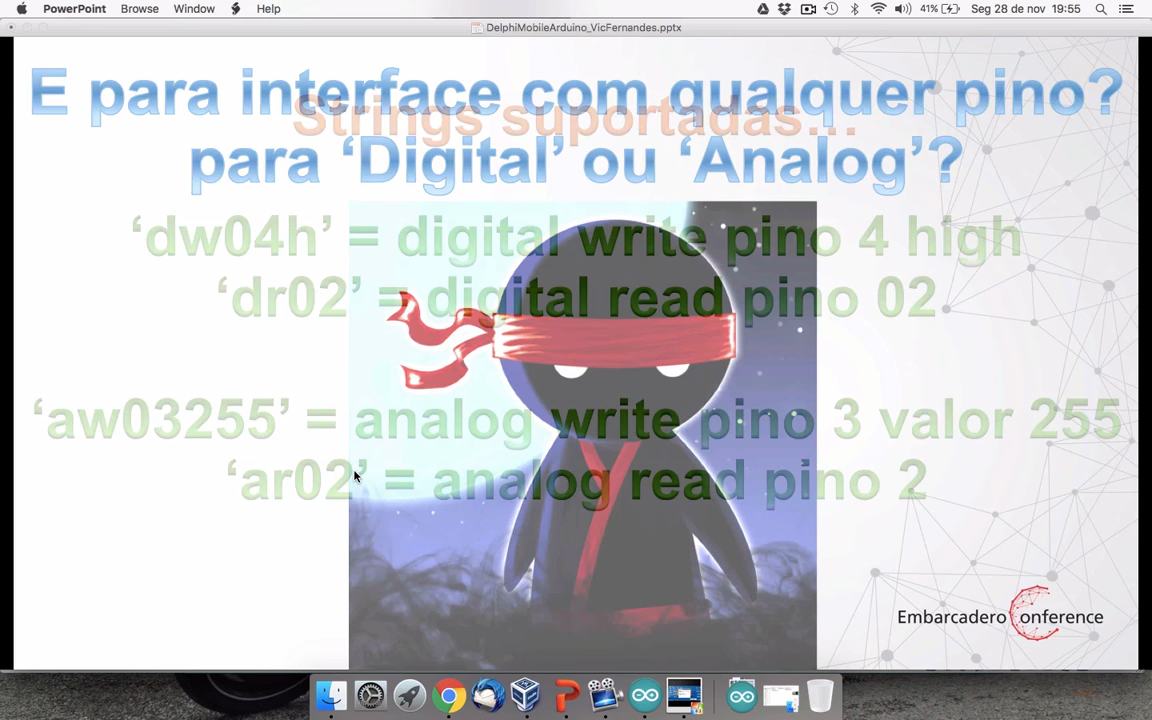 PowerPoint Browse Window Help 41% Seg 28 de nov 19:55
DelphiMobileArduino_VicFernandes.pptx
E para interface com qualquer pino?
Strings suportadas...
para ‘Digital’ ou ‘Analog’?
‘dw04h’ = digital write pino 4 high
‘dr02’ = digital read pino 02
‘aw03255’ = analog write pino 3 valor 255
‘ar02’ = analog read pino 2
Embarcadero Conference